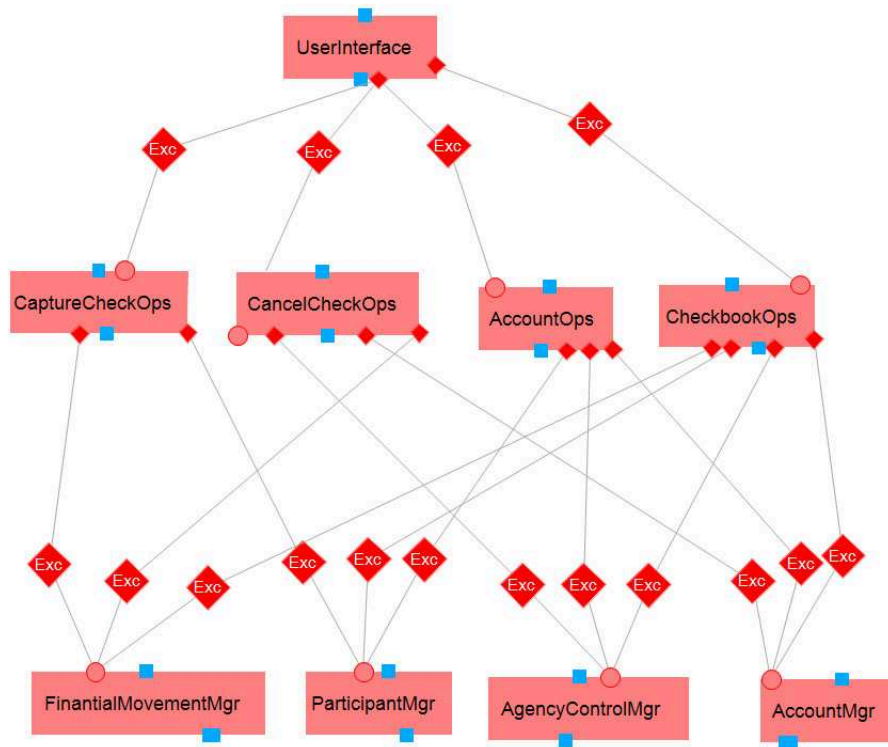 UserInterface
Exc
Exc
Exc
Exc
CaptureCheckOps
CancelCheckOps
AccountOps
CheckbookOps
Exc
Exc
Exc
Exc
Exc
Exc
Exc
Exc
Exc
Exc
Exc
Exc
FinantialMovementMgr
ParticipantMgr
AgencyControlMgr
AccountMgr